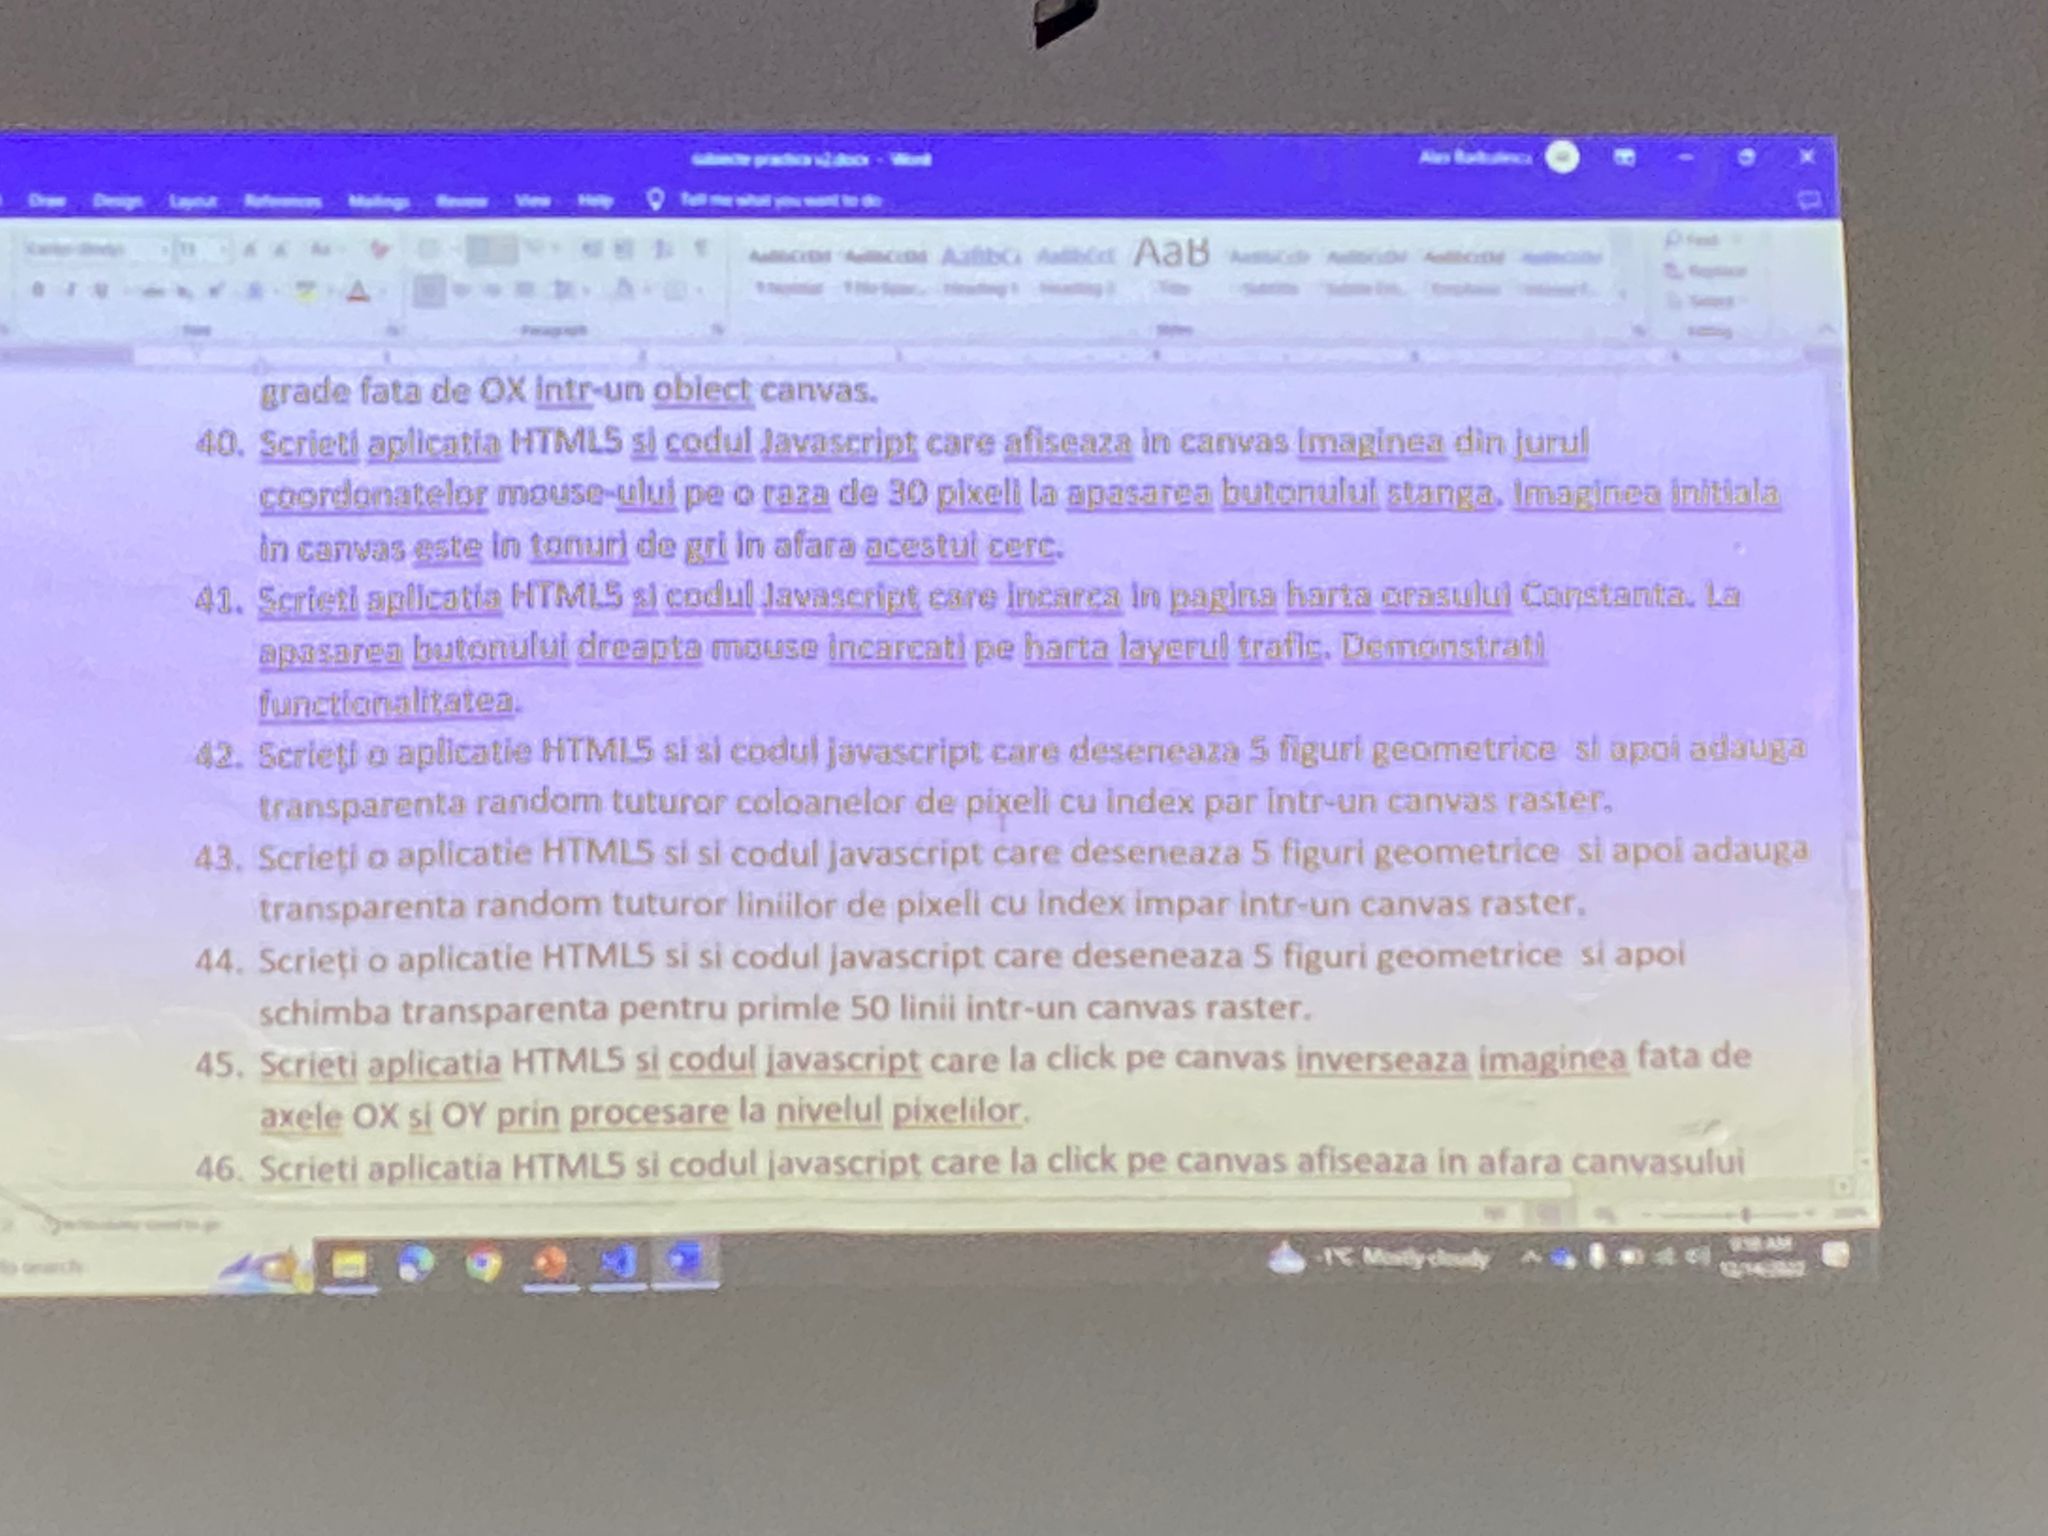 subiecte practica v2.docx - Word
Draw Design Layout References Mailings Review View Help Tell me what you want to do
AaB
Paragraph
Styles
grade fata de OX intr-un obiect canvas.
40. Scrieti aplicatia HTML5 si codul Javascript care afiseaza in canvas imaginea din jurul
coordonatelor mouse-ului pe o raza de 30 pixeli la apasarea butonului stanga. Imaginea initiala
in canvas este in tonuri de gri in afara acestui cerc.
41. Scrieti aplicatia HTML5 si codul Javascript care incarca in pagina harta orasului Constanta. La
apasarea butonului dreapta mouse incarcati pe harta layerul trafic. Demonstrati
functionalitatea.
42. Scrieți o aplicatie HTML5 si si codul javascript care deseneaza 5 figuri geometrice si apoi adauga
transparenta random tuturor coloanelor de pixeli cu index par intr-un canvas raster.
43. Scrieți o aplicatie HTML5 si si codul javascript care deseneaza 5 figuri geometrice si apoi adauga
transparenta random tuturor liniilor de pixeli cu index impar intr-un canvas raster.
44. Scrieți o aplicatie HTML5 si si codul javascript care deseneaza 5 figuri geometrice si apoi
schimba transparenta pentru primle 50 linii intr-un canvas raster.
45. Scrieti aplicatia HTML5 si codul javascript care la click pe canvas inverseaza imaginea fata de
axele OX si OY prin procesare la nivelul pixelilor.
46. Scrieti aplicatia HTML5 si codul javascript care la click pe canvas afiseaza in afara canvasului
-1°C Mostly cloudy